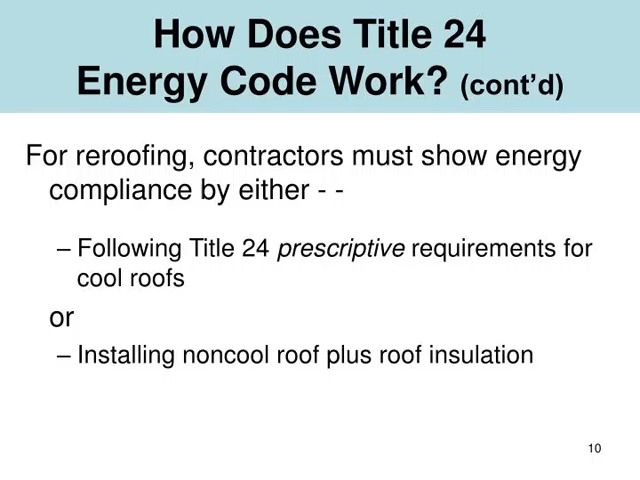 How Does Title 24
Energy Code Work? (cont’d)
For reroofing, contractors must show energy
compliance by either - -
– Following Title 24 prescriptive requirements for
cool roofs
or
– Installing noncool roof plus roof insulation
10